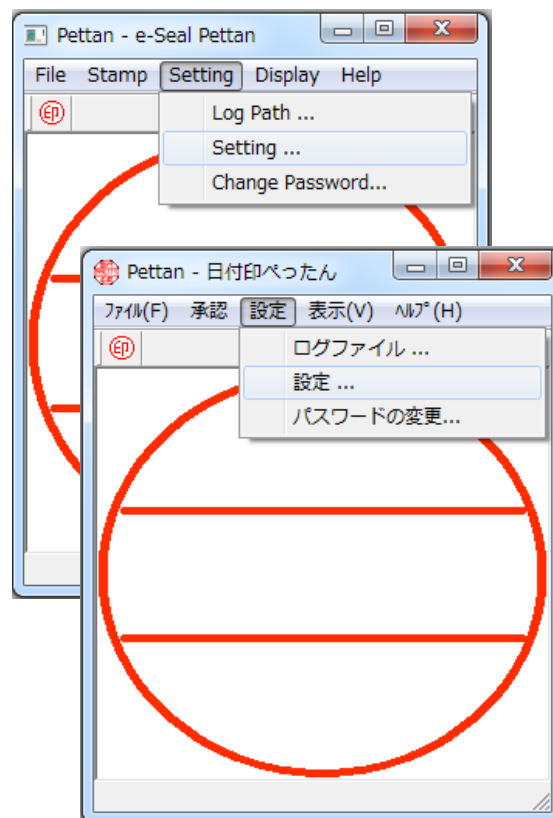 Pettan - e-Seal Pettan
File Stamp Setting Display Help
印
Log Path ...
Setting ...
Change Password...
Pettan - 日付印ぺったん
ﾌｧｲﾙ(F) 承認 設定 表示(V) ﾍﾙﾌﾟ(H)
印
ログファイル ...
設定 ...
パスワードの変更...